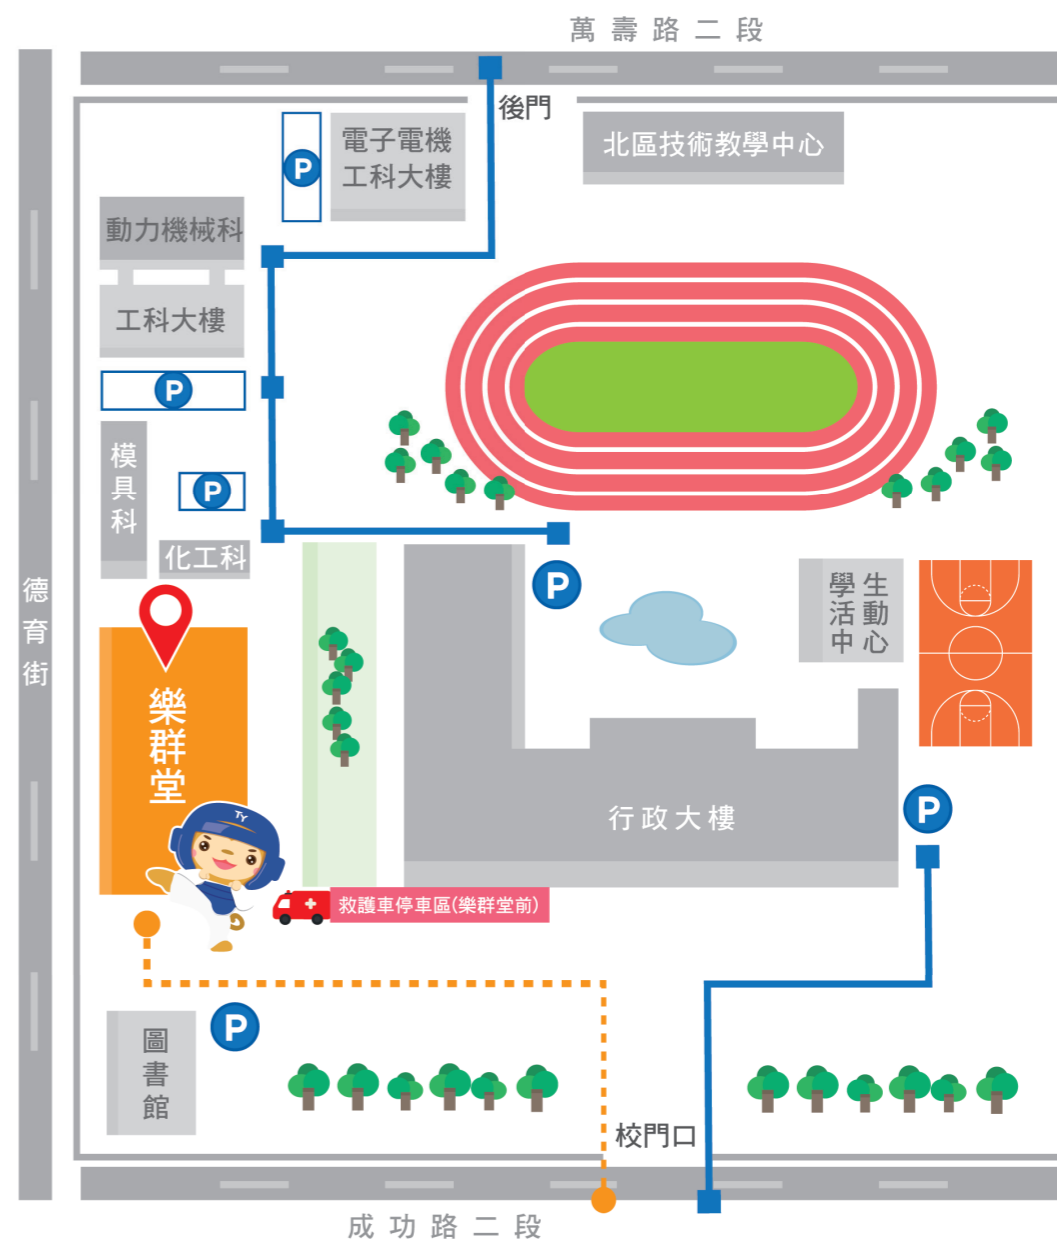 萬壽路二段
後門
電子電機
工科大樓
P
北區技術教學中心
動力機械科
工科大樓
P
模具科
P
化工科
德育街
P
學生
活動
中心
樂群堂
TY
行政大樓
P
救護車停車區(樂群堂前)
圖書館
P
校門口
成功路二段